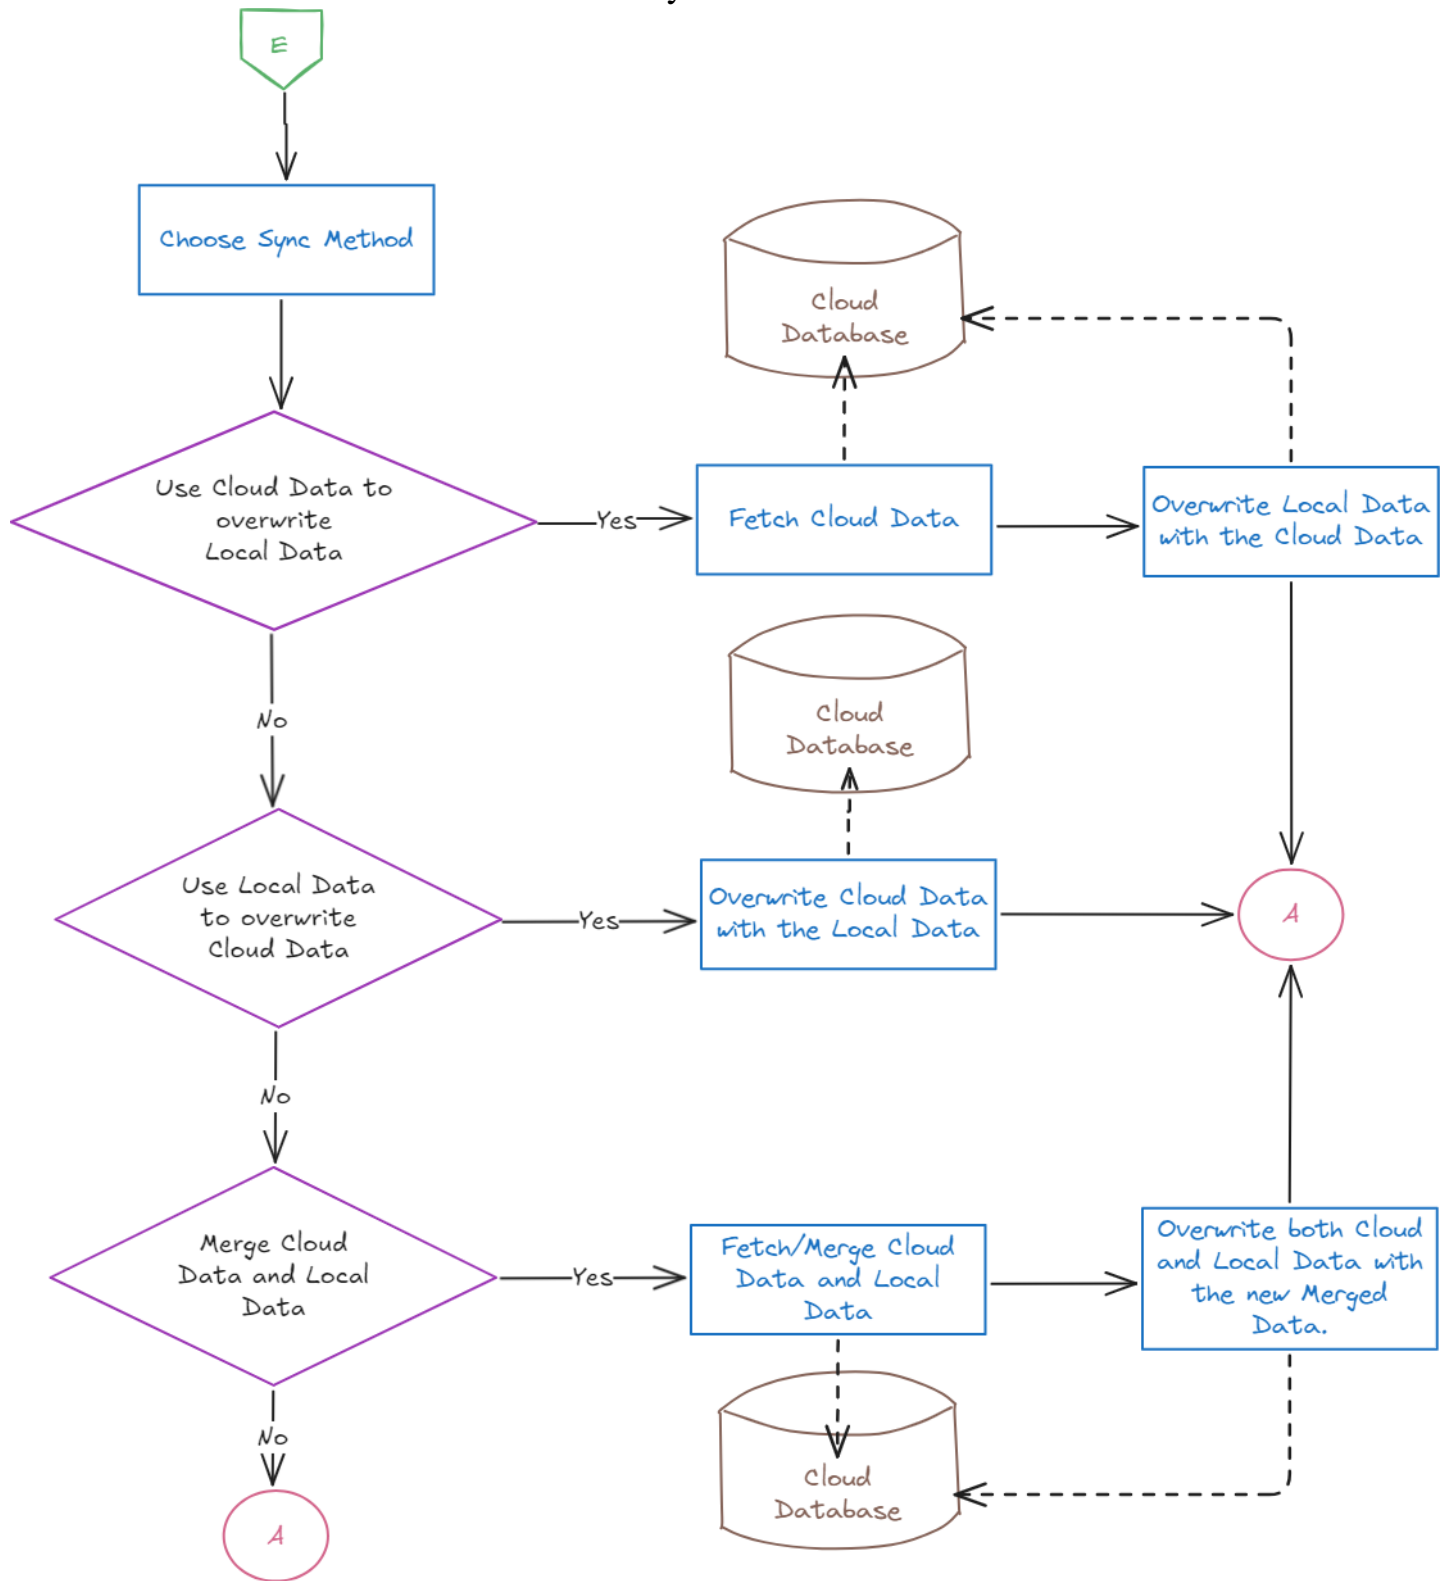 E
Choose Sync Method
Cloud
Database
Use Cloud Data to
overwrite
Local Data
Yes
Fetch Cloud Data
Overwrite Local Data
with the Cloud Data
No
Cloud
Database
Use Local Data
to overwrite
Cloud Data
Yes
Overwrite Cloud Data
with the Local Data
A
No
Merge Cloud
Data and Local
Data
Yes
Fetch/Merge Cloud
Data and Local
Data
Overwrite both Cloud
and Local Data with
the new Merged
Data.
No
Cloud
Database
A